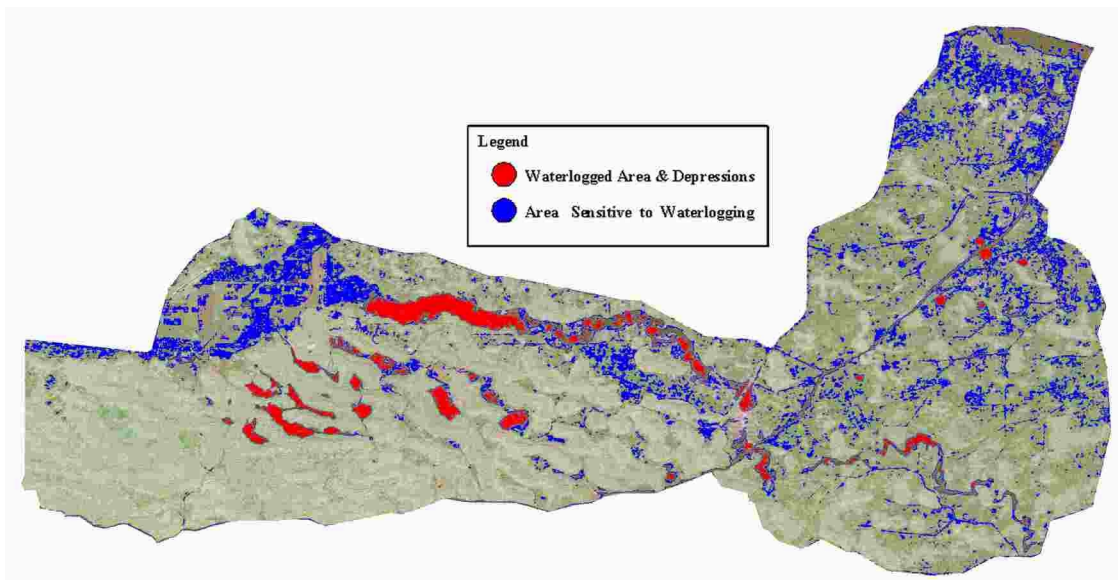 Legend
Waterlogged Area & Depressions
Area Sensitive to Waterlogging